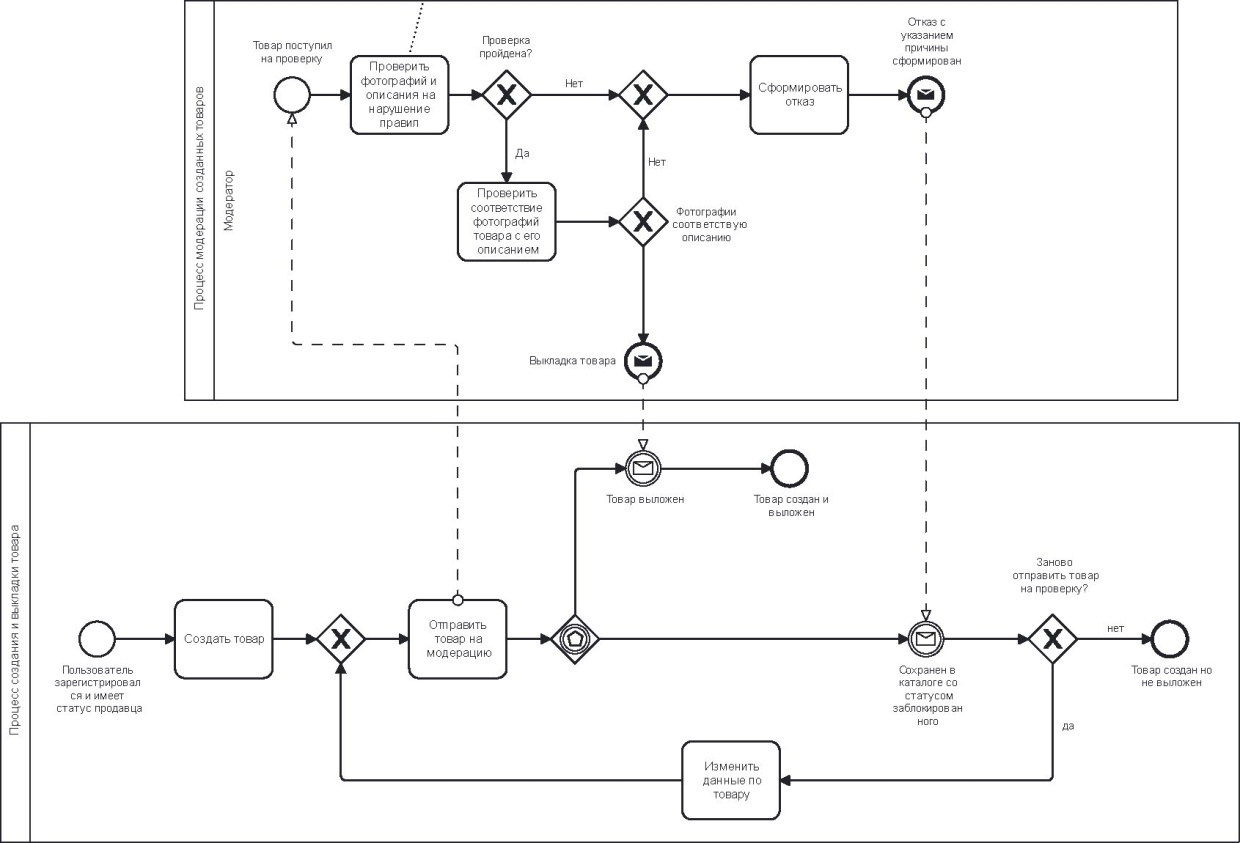 Процесс модерации созданных товаров
Модератор
Товар поступил
на проверку
Проверить
фотографий и
описания на
нарушение
правил
Проверка
пройдена?
Нет
Да
Сформировать
отказ
Отказ с
указанием
причины
сформирован
Проверить
соответствие
фотографий
товара с его
описанием
Нет
Фотографии
соответствую
описанию
Выкладка товара
Процесс создания и выкладки товара
Товар выложен
Товар создан и
выложен
Пользователь
зарегистрировал
ся и имеет
статус продавца
Создать товар
Отправить
товар на
модерацию
Сохранен в
каталоге со
статусом
заблокирован
ного
Заново
отправить товар
на проверку?
нет
Товар создан но
не выложен
да
Изменить
данные по
товару